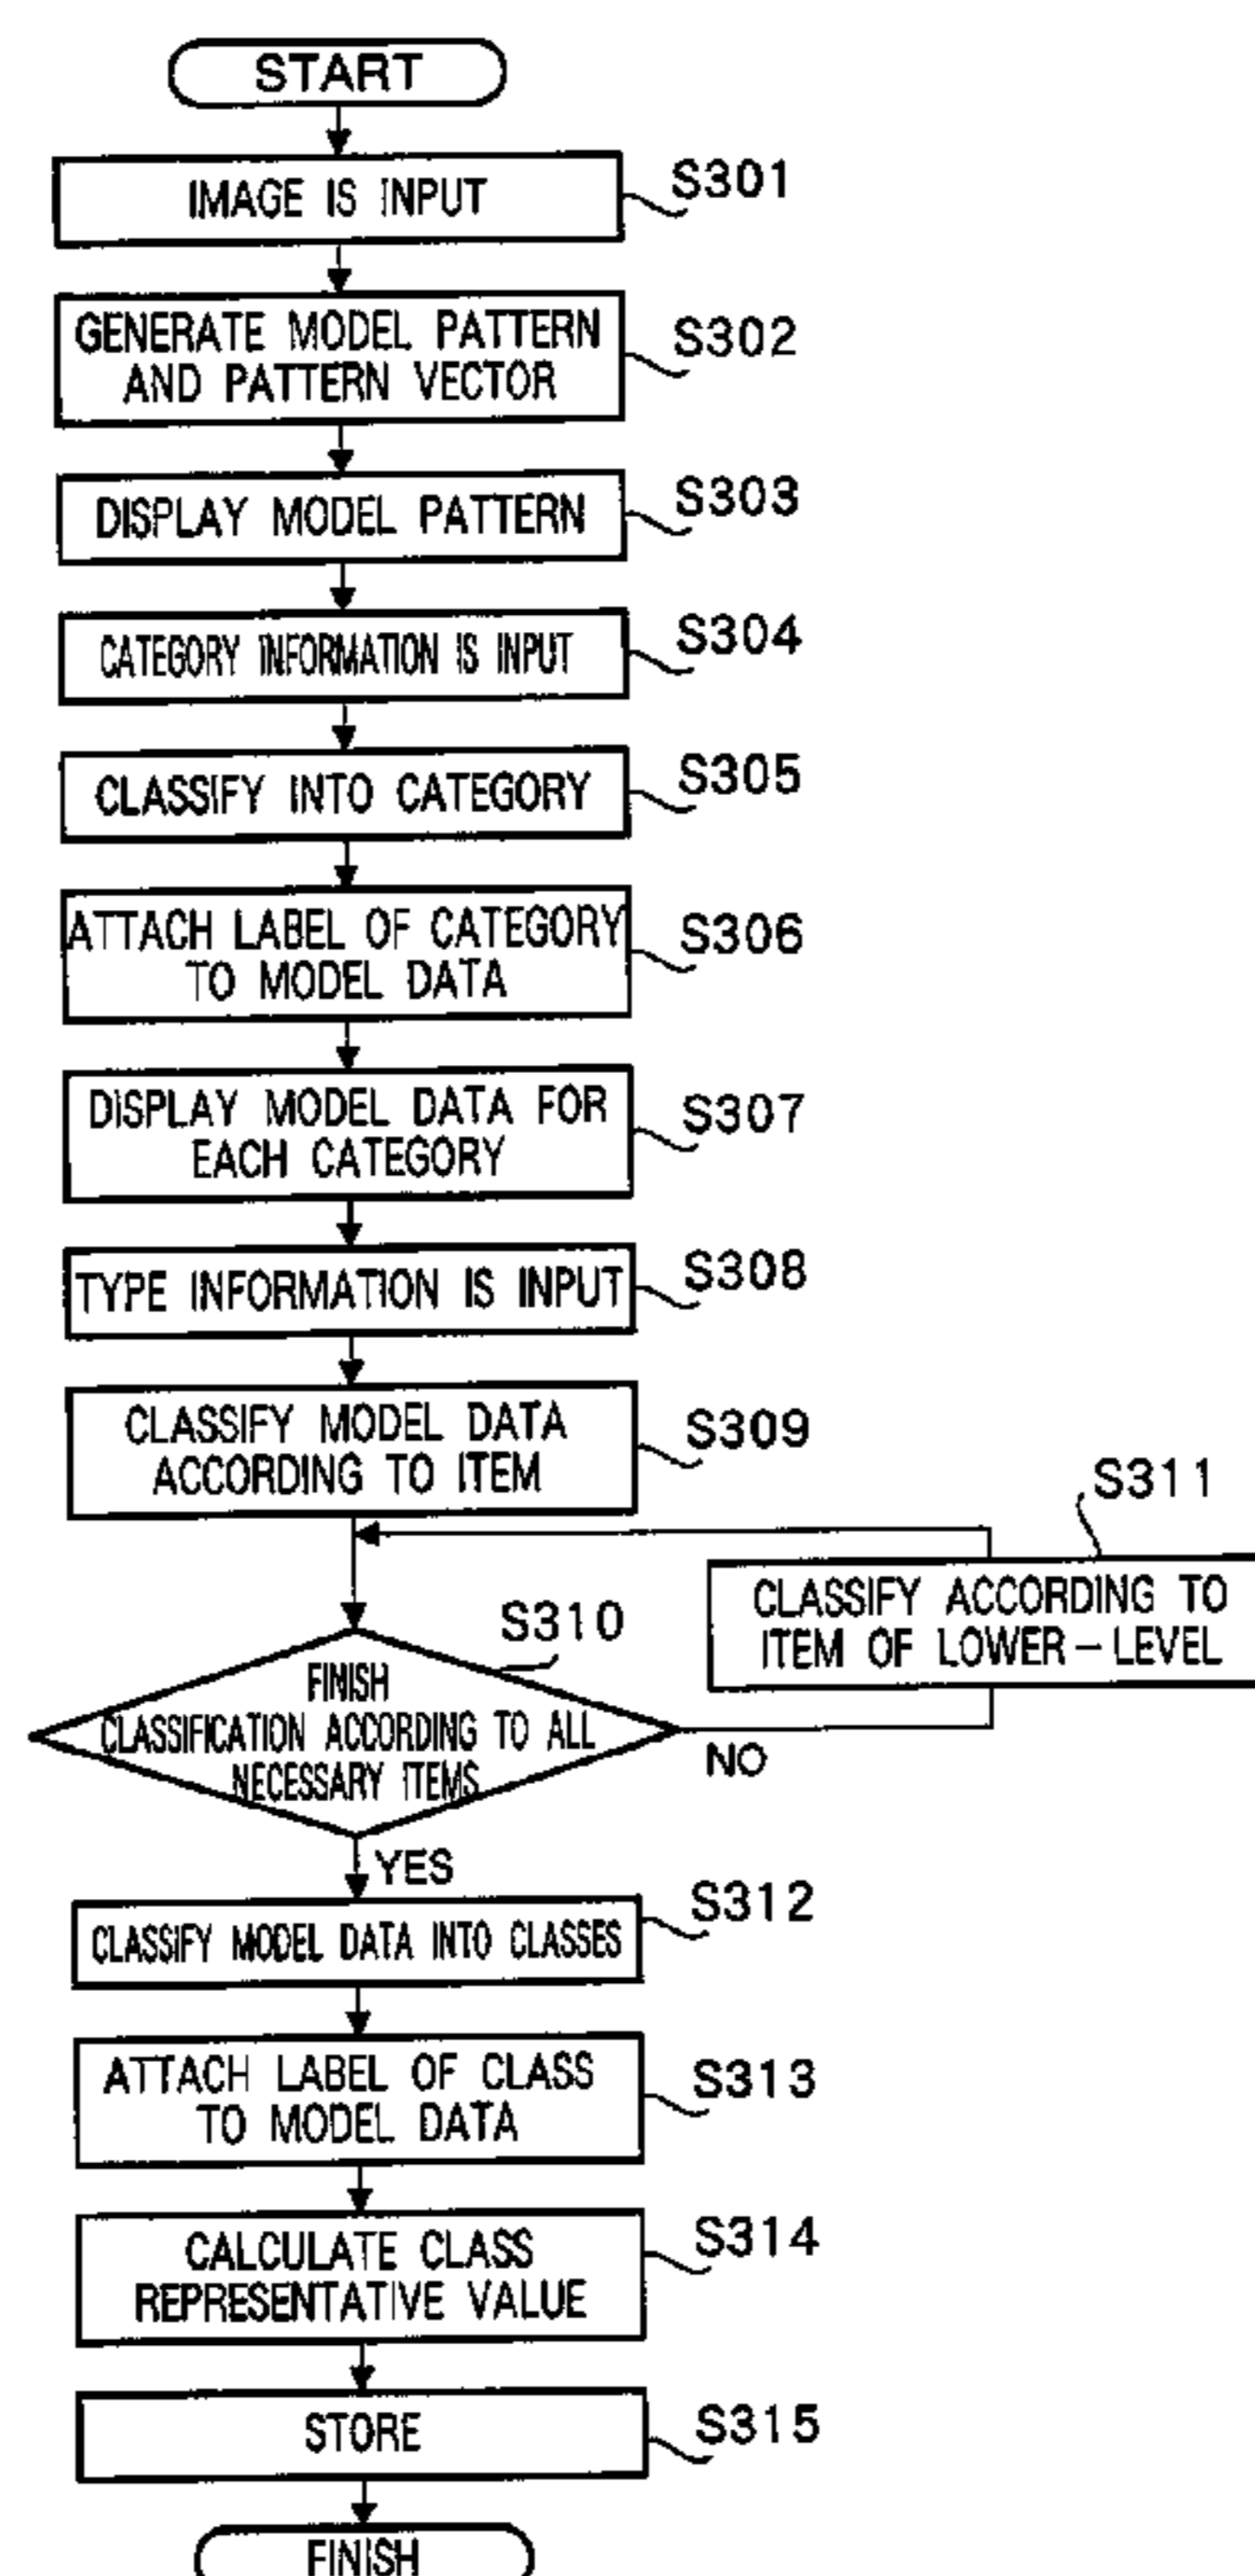 START
IMAGE IS INPUT
S301
GENERATE MODEL PATTERN
AND PATTERN VECTOR
S302
DISPLAY MODEL PATTERN
S303
CATEGORY INFORMATION IS INPUT
S304
CLASSIFY INTO CATEGORY
S305
ATTACH LABEL OF CATEGORY
TO MODEL DATA
S306
DISPLAY MODEL DATA FOR
EACH CATEGORY
S307
TYPE INFORMATION IS INPUT
S308
CLASSIFY MODEL DATA
ACCORDING TO ITEM
S309
S311
CLASSIFY ACCORDING TO
ITEM OF LOWER-LEVEL
S310
FINISH
CLASSIFICATION ACCORDING TO ALL
NECESSARY ITEMS
NO
YES
CLASSIFY MODEL DATA INTO CLASSES
S312
ATTACH LABEL OF CLASS
TO MODEL DATA
S313
CALCULATE CLASS
REPRESENTATIVE VALUE
S314
STORE
S315
FINISH